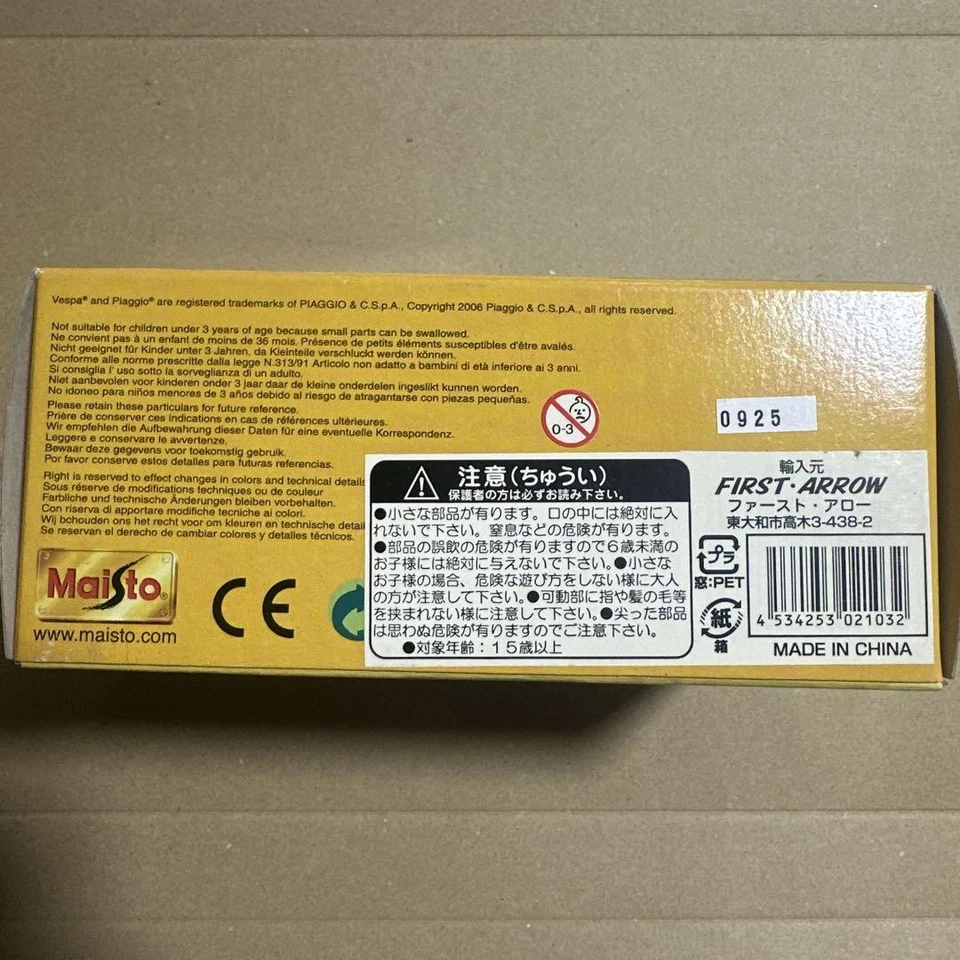 Vespa® and Piaggio® are registered trademarks of PIAGGIO & C.S.p.A., Copyright 2006 Piaggio & C.S.p.A., all rights reserved.
Not suitable for children under 3 years of age because small parts can be swallowed.
Ne convient pas à un enfant de moins de 36 mois. Présence de petits éléments susceptibles d'être avalés.
Nicht geeignet für Kinder unter 3 Jahren, da Kleinteile verschluckt werden können.
Conforme alle norme prescritte dalla legge N.313/91 Articolo non adatto a bambini di età inferiore ai 3 anni.
Si consiglia l' uso sotto la sorveglianza di un adulto.
Niet aanbevolen voor kinderen onder 3 jaar daar de kleine onderdelen ingeslikt kunnen worden.
No idoneo para niños menores de 3 años debido al riesgo de atragantarse con piezas pequeñas.
Please retain these particulars for future reference.
Prière de conserver ces indications en cas de références ultérieures.
Wir empfehlen die Aufbewahrung dieser Daten für eine eventuelle Korrespondenz.
Leggere e conservare le avvertenze.
Bewaar deze gegevens voor toekomstig gebruik.
Por favor conserve estos detalles para futuras referencias.
Right is reserved to effect changes in colors and technical details
Sous réserve de modifications techniques ou de couleur
Farbliche und technische Änderungen bleiben vorbehalten.
Con riserva di apportare modifiche tecniche ai colori.
Wij bchouden ons het recht voor om kleuren en technische detail
Se reservan el derecho de cambiar colores y detalles técnicos.
0-3
0925
Maisto®
www.maisto.com
CE
注意(ちゅうい)
保護者の方は必ずお読み下さい。
●小さな部品が有ります。口の中には絶対に入
れないで下さい。窒息などの危険が有ります。
●部品の誤飲の危険が有りますので6歳未満の
お子様には絶対に与えないで下さい。●小さな
お子様の場合、危険な遊び方をしない様に大人
の方が注意して下さい。●可動部に指や髪の毛等
を挟まれない様に注意して下さい。●尖った部品
は思わぬ危険が有りますのでご注意下さい。
●対象年齢:15歳以上
輸入元
FIRST・ARROW
ファースト・アロー
東大和市高木3-438-2
プラ
窓:PET
紙
箱
4 534253 021032
MADE IN CHINA